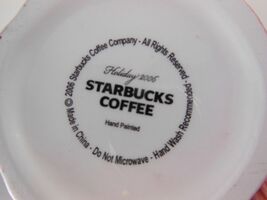 © 2006 Starbucks Coffee Company - All Rights Reserved
Holiday 2006
STARBUCKS
COFFEE
Hand Painted
Made in China - Do Not Microwave - Hand Wash Recommended